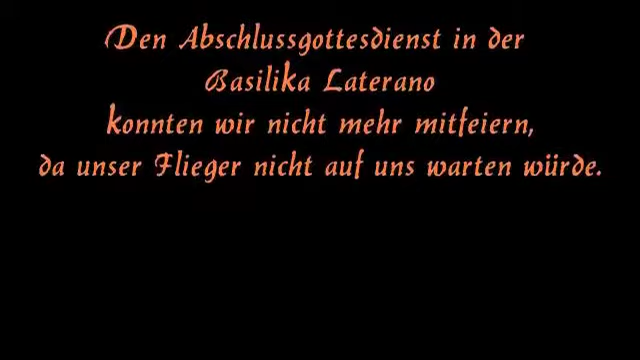 Den Abschlussgottesdienst in der
Basilika Laterano
konnten wir nicht mehr mitfeiern,
da unser Flieger nicht auf uns warten würde.